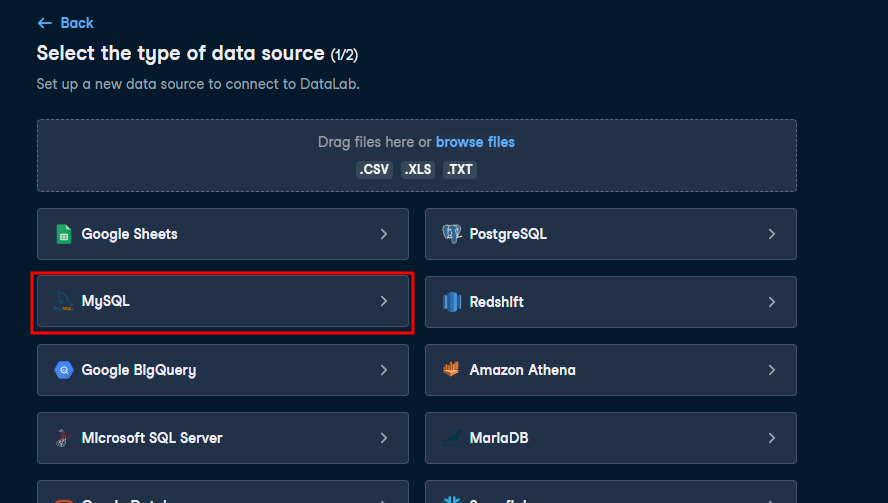 Back
Select the type of data source (1/2)
Set up a new data source to connect to DataLab.
Drag files here or browse files
.CSV .XLS .TXT
Google Sheets
PostgreSQL
MySQL
Redshift
Google BigQuery
Amazon Athena
Microsoft SQL Server
MariaDB